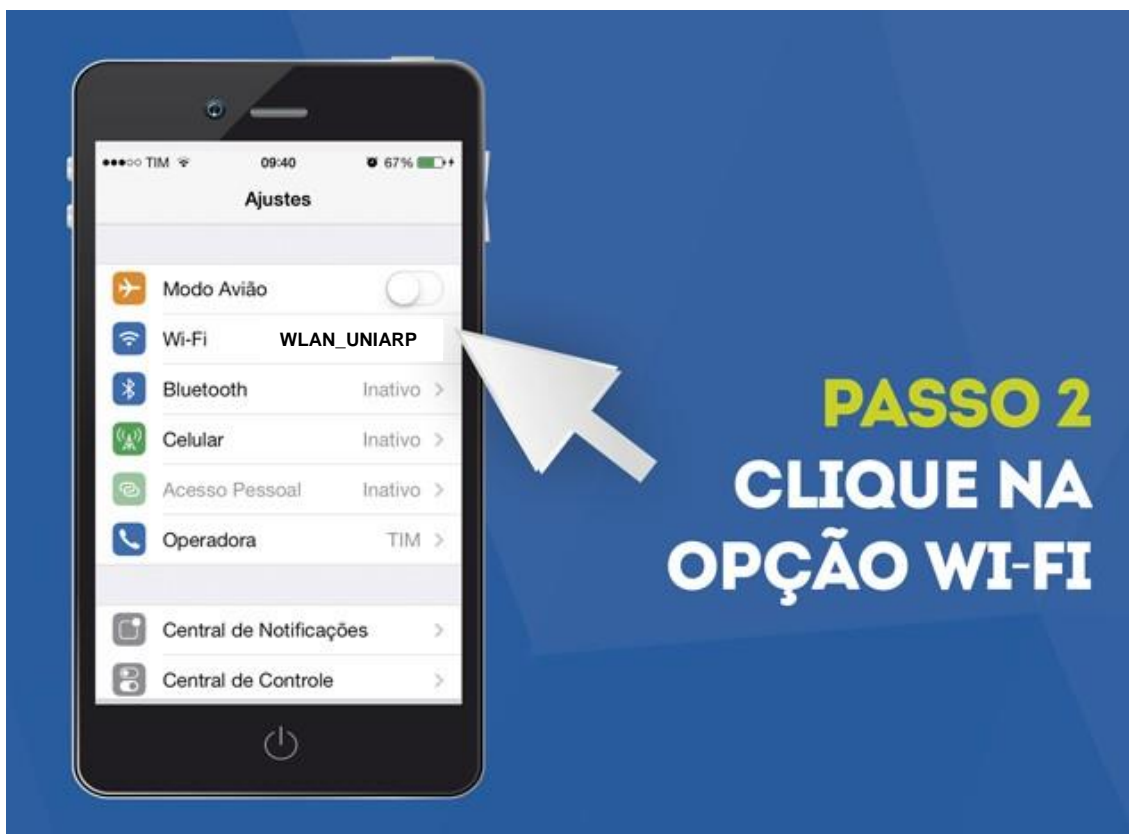 TIM 09:40 67%
Ajustes
Modo Avião
Wi-Fi WLAN_UNIARP
Bluetooth Inativo
Celular Inativo
Acesso Pessoal Inativo
Operadora TIM
Central de Notificações
Central de Controle
PASSO 2
CLIQUE NA
OPÇÃO WI-FI